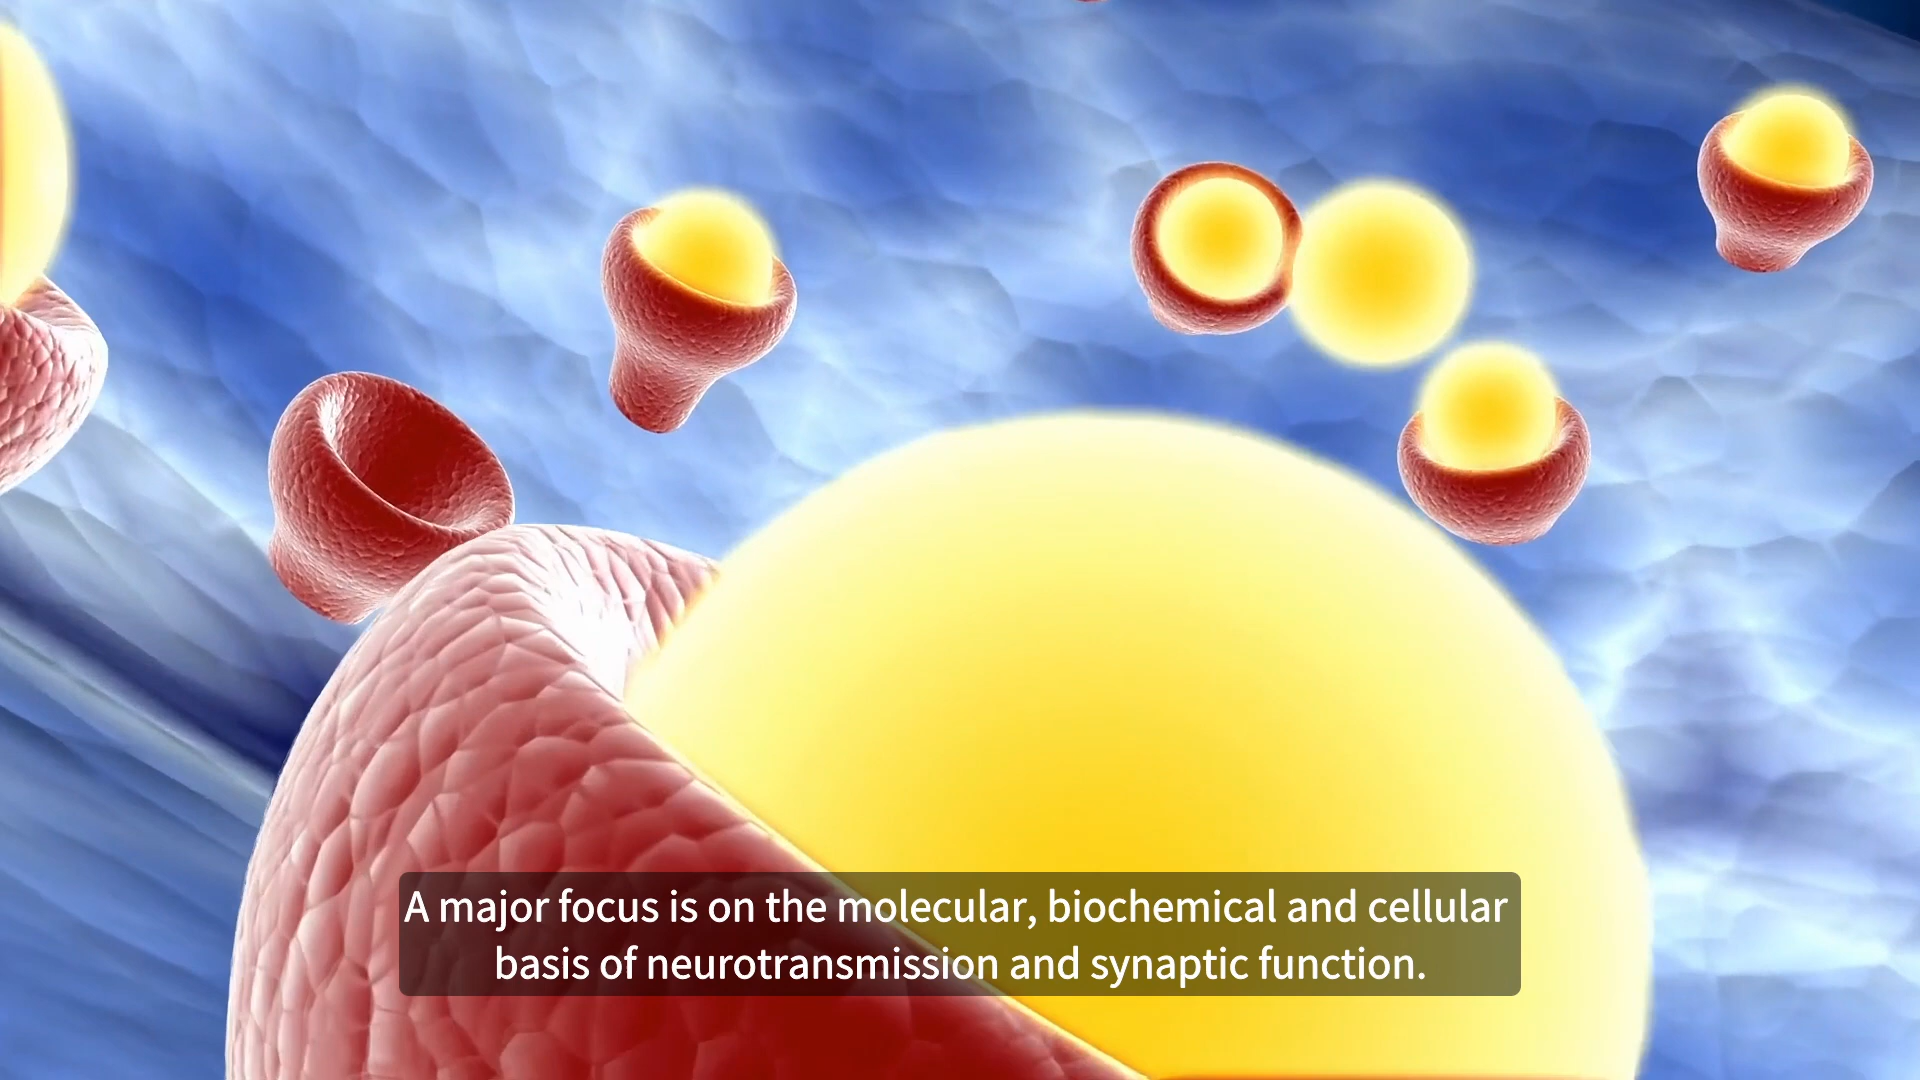 A major focus is on the molecular, biochemical and cellular
basis of neurotransmission and synaptic function.